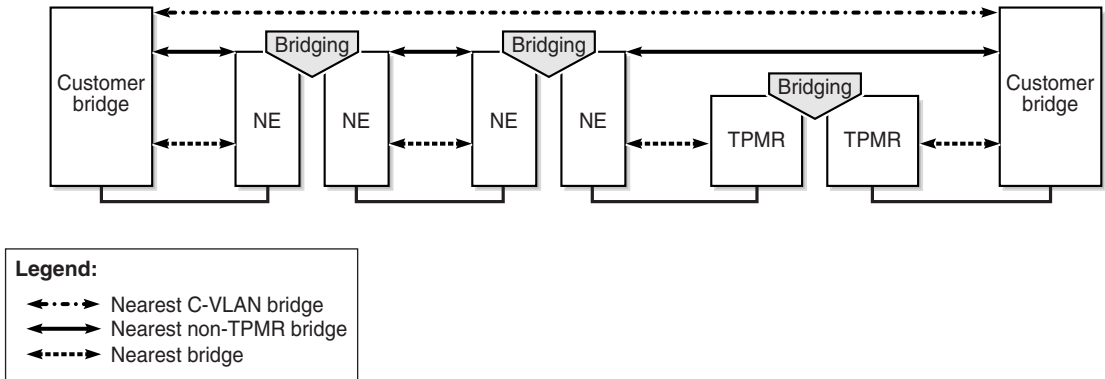 Bridging
Bridging
Customer
bridge
NE
NE
NE
NE
Bridging
TPMR
TPMR
Customer
bridge
Legend:
Nearest C-VLAN bridge
Nearest non-TPMR bridge
Nearest bridge